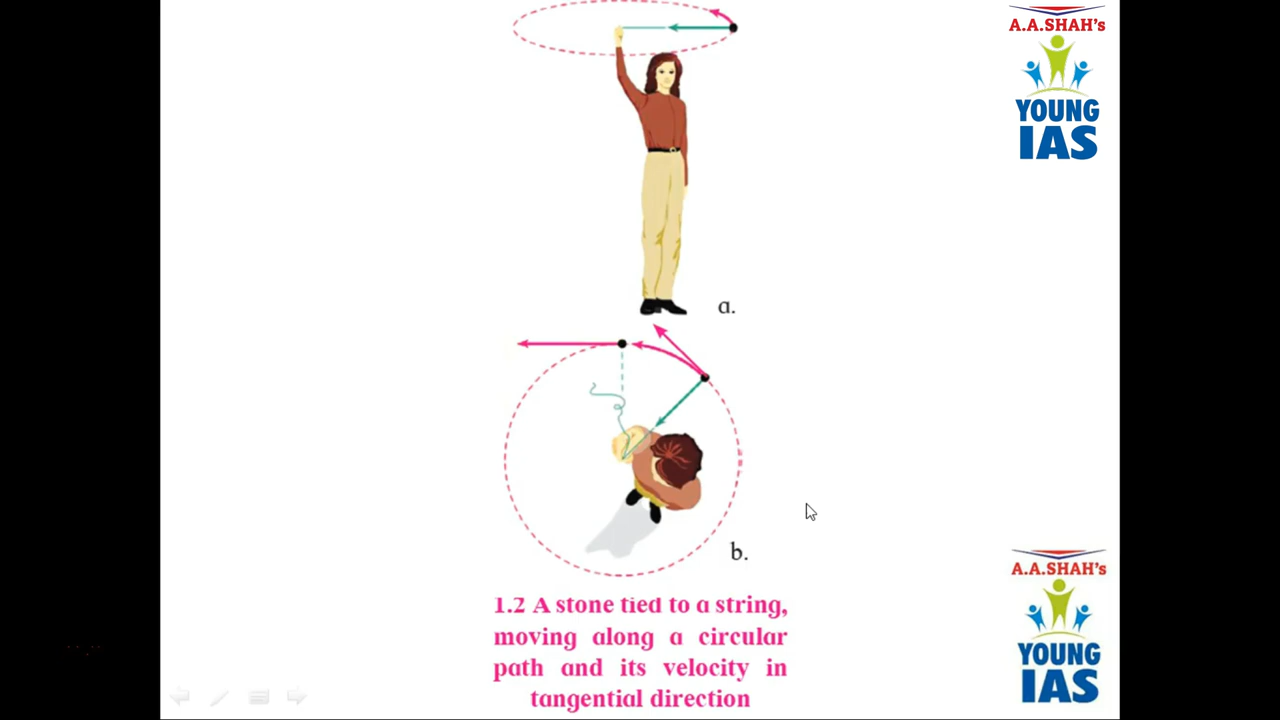 A.A.SHAH's
YOUNG
IAS
a.
b.
1.2 A stone tied to a string,
moving along a circular
path and its velocity in
tangential direction
A.A.SHAH's
YOUNG
IAS